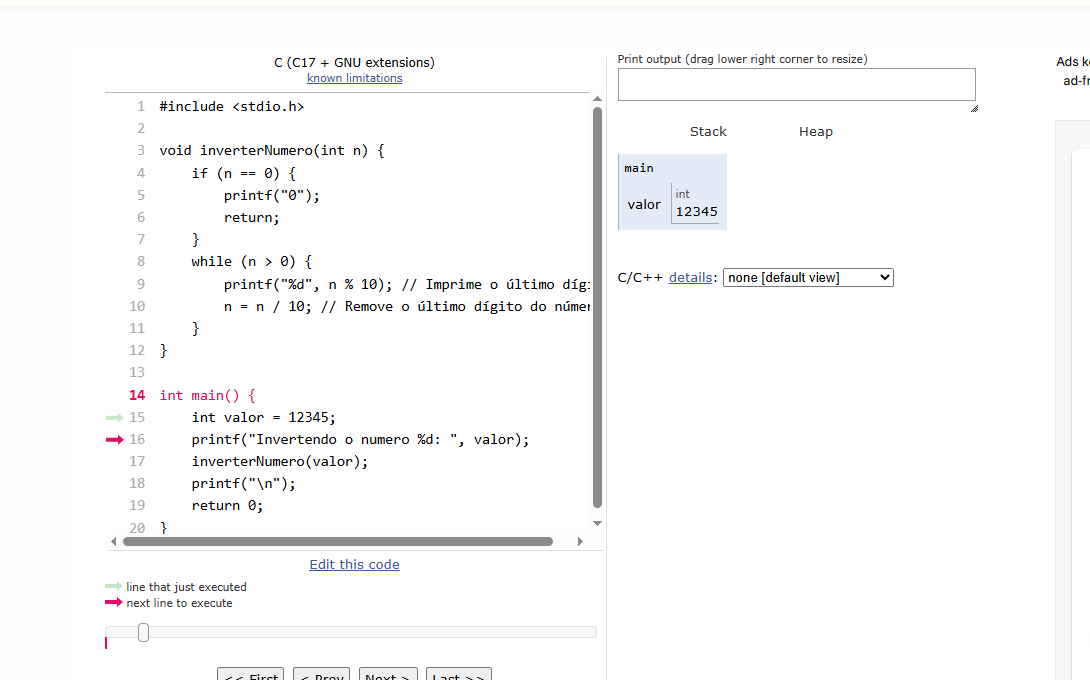 C (C17 + GNU extensions)
known limitations
1 #include <stdio.h>
2
3 void inverterNumero(int n) {
4     if (n == 0) {
5         printf("0");
6         return;
7     }
8     while (n > 0) {
9         printf("%d", n % 10); // Imprime o último
10         n = n / 10; // Remove o último dígito do
11     }
12 }
13
14 int main() {
15     int valor = 12345;
16     printf("Invertendo o numero %d: ", valor);
17     inverterNumero(valor);
18     printf("\n");
19     return 0;
20 }
Edit this code
line that just executed
next line to execute
<< First < Prev Next > Last >>
Print output (drag lower right corner to resize)
Stack Heap
main
int
valor 12345
C/C++ details: none [default view]
Ads